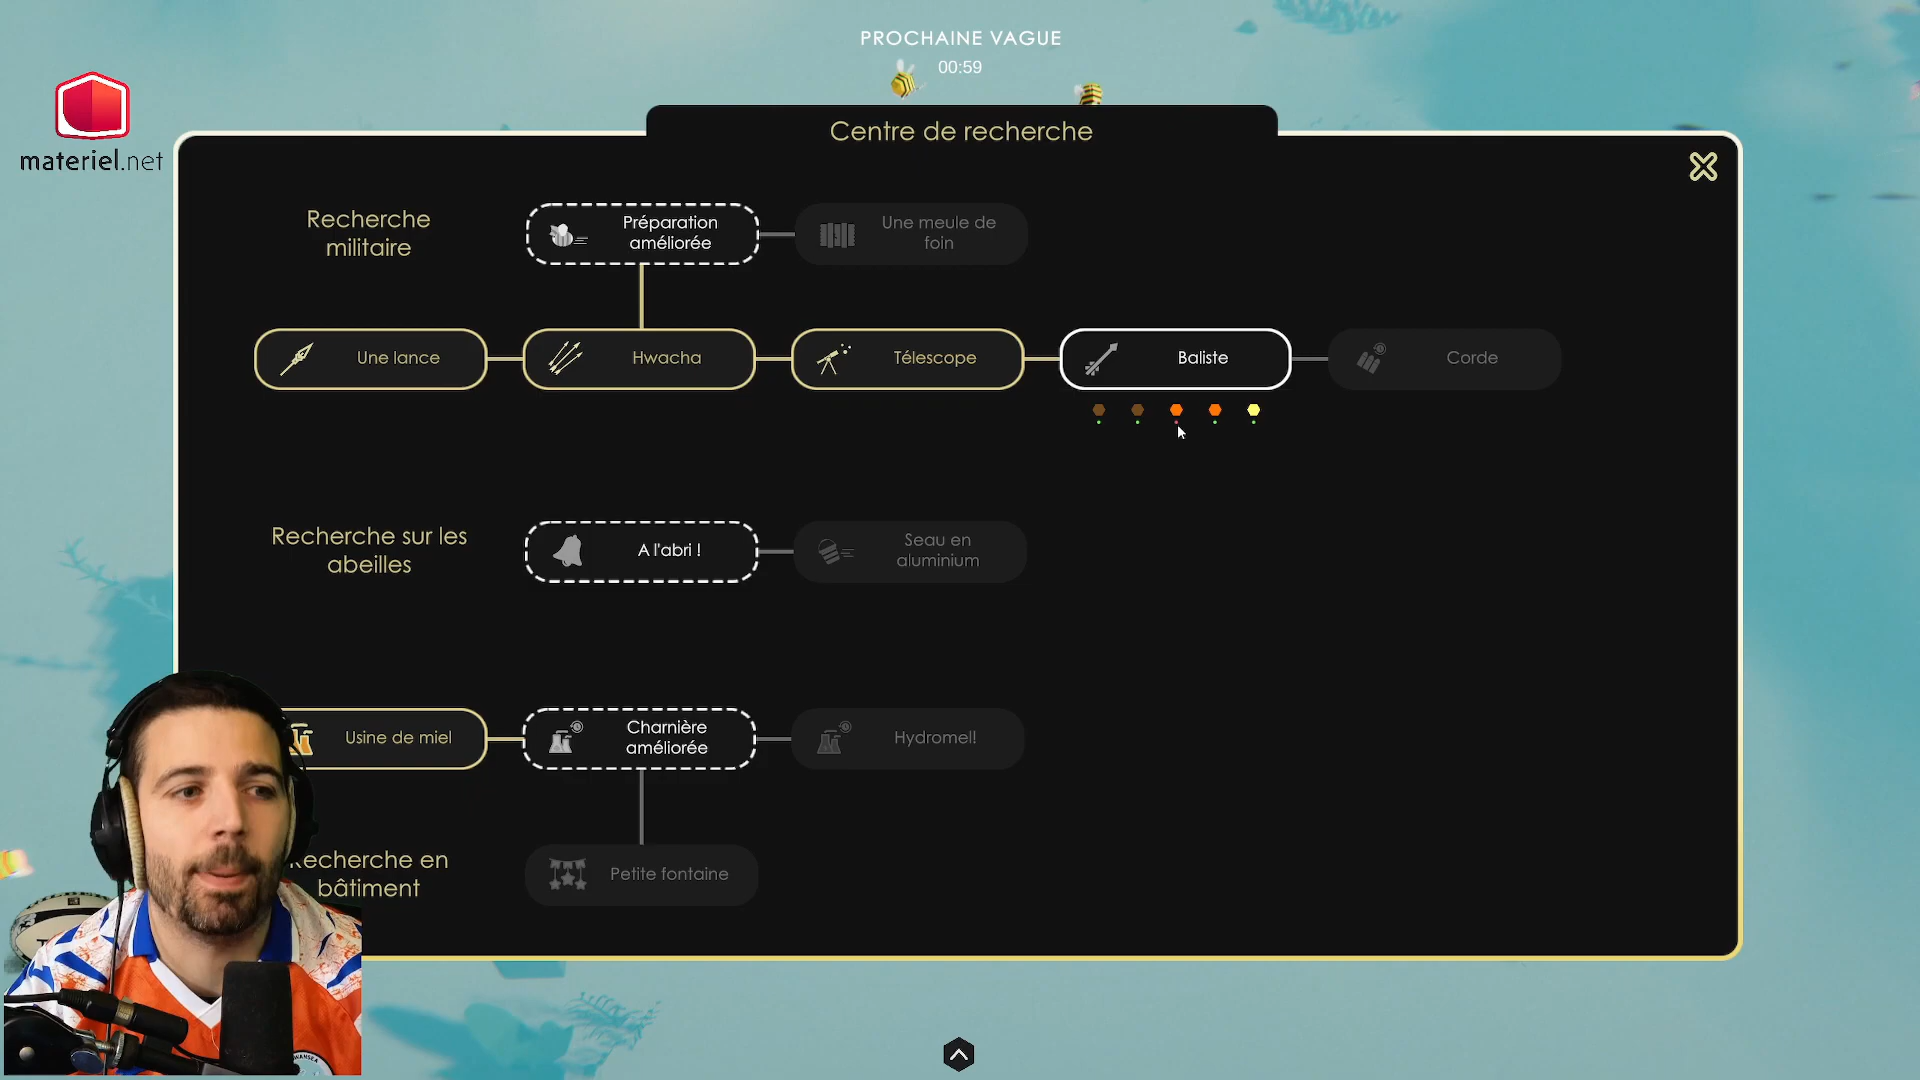 PROCHAINE VAGUE
00:59
materiel.net
Centre de recherche
Recherche
militaire
Préparation
améliorée
Une meule de
foin
Une lance
Hwacha
Télescope
Baliste
Corde
Recherche sur les
abeilles
A l'abri !
Seau en
aluminium
Usine de miel
Charnière
améliorée
Hydromel!
Recherche en
bâtiment
Petite fontaine